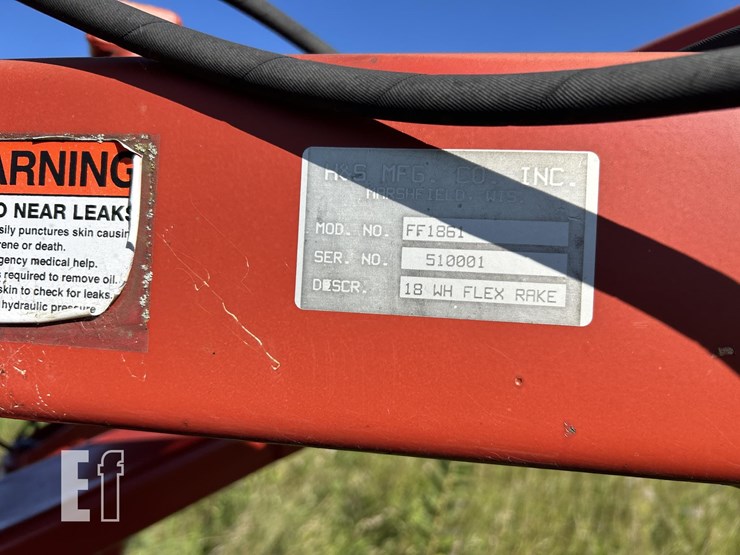 ARNING
O NEAR LEAKS
sily punctures skin causin
rene or death.
gency medical help.
s required to remove oil.
skin to check for leaks.
hydraulic pressure
H&S MFG. CO., INC.
MARSHFIELD, WIS.
MOD. NO. FF1861
SER. NO. 510001
DESCR. 18 WH FLEX RAKE
Ef